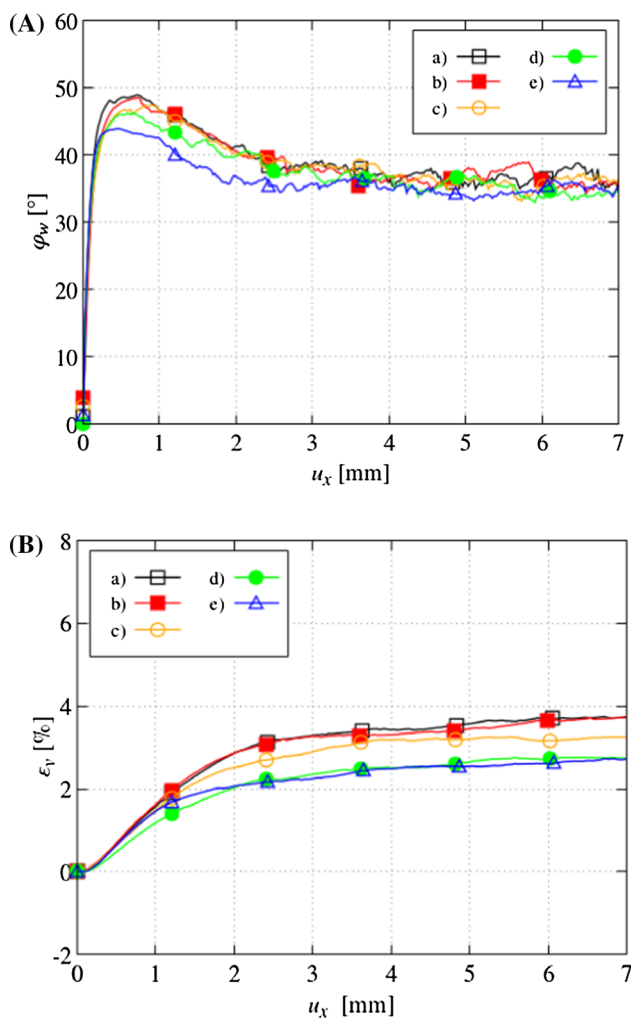 (A)
60
50
40
30
20
10
0
φw [°]
a)
b)
c)
d)
e)
0 1 2 3 4 5 6 7
ux [mm]
(B)
8
6
4
2
0
-2
εv [%]
a)
b)
c)
d)
e)
0 1 2 3 4 5 6 7
ux [mm]